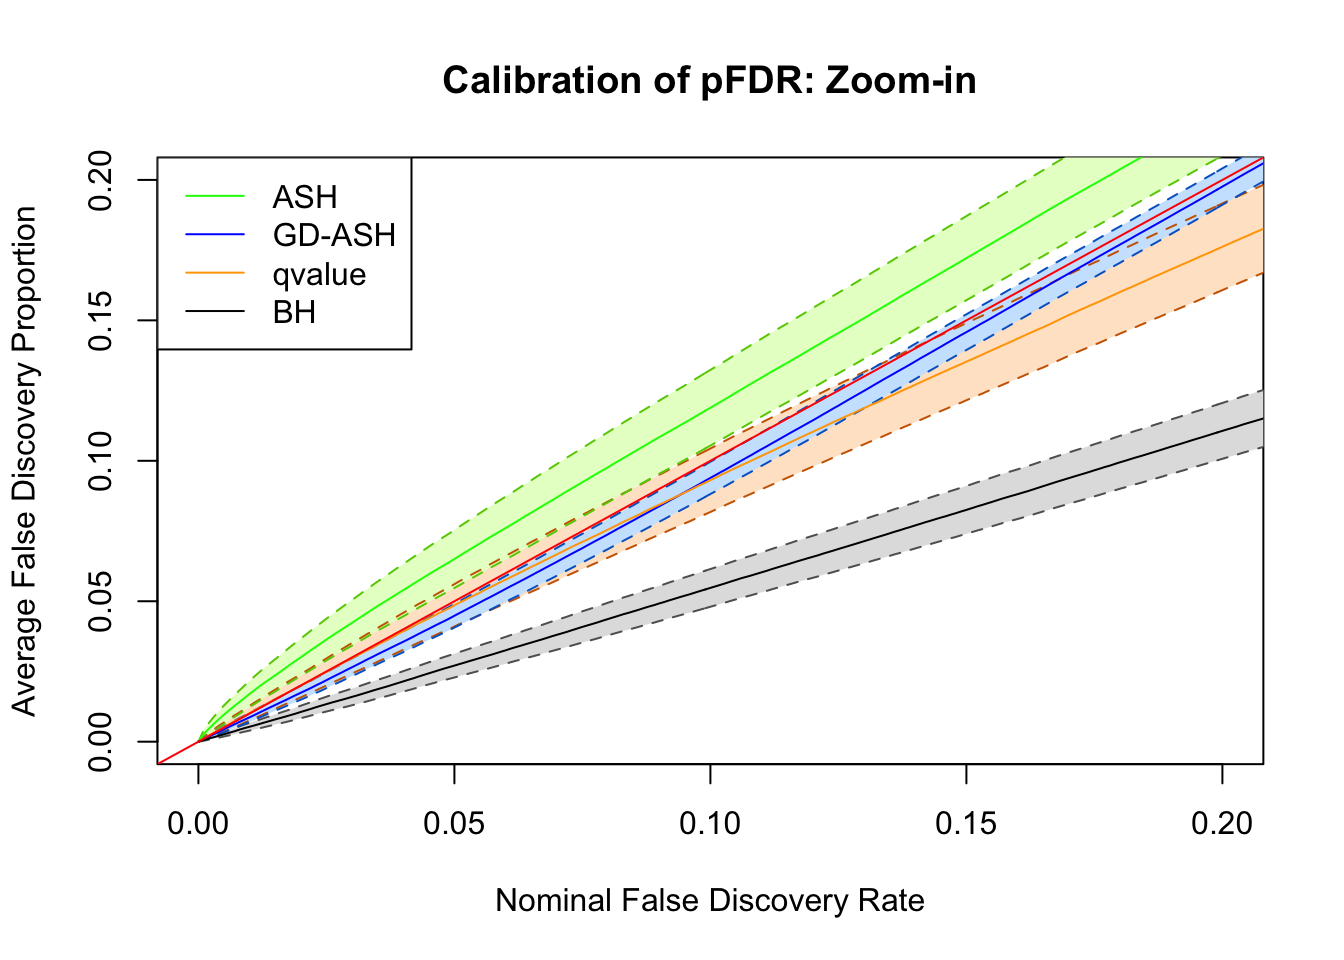 Calibration of pFDR: Zoom-in
ASH
GD-ASH
qvalue
BH
Average False Discovery Proportion
0.20
0.15
0.10
0.05
0.00
0.00 0.05 0.10 0.15 0.20
Nominal False Discovery Rate